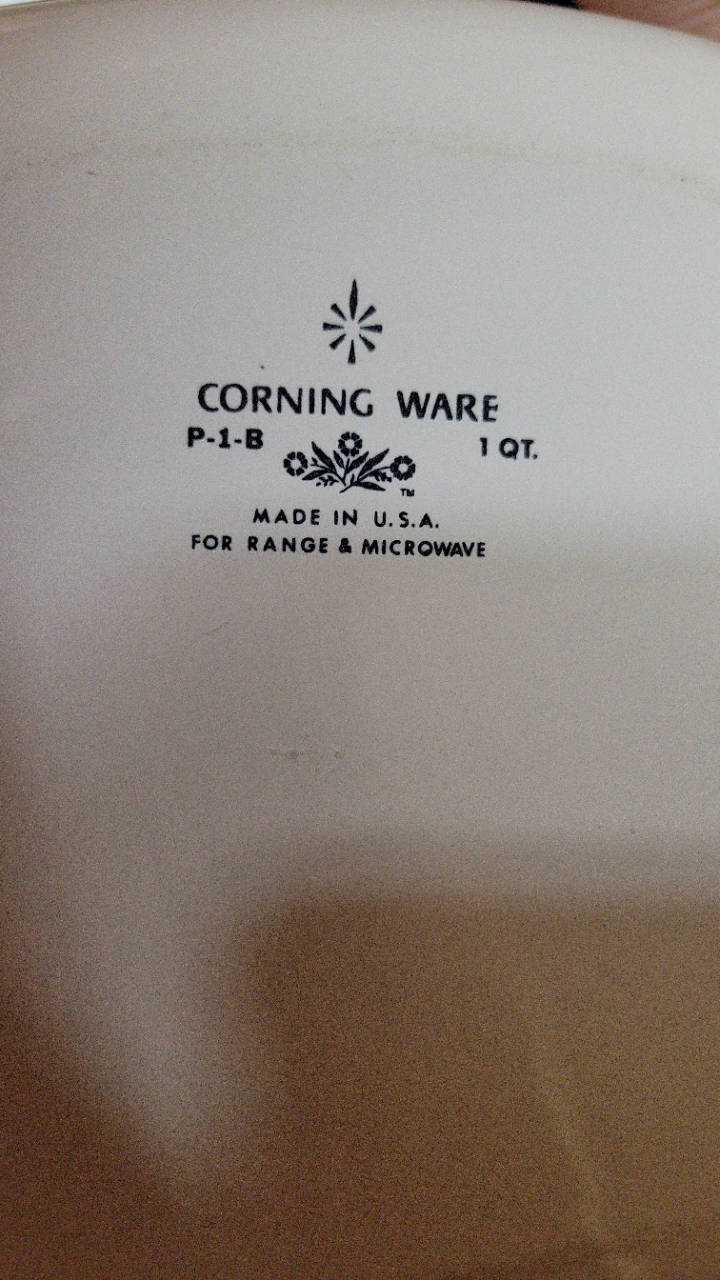 CORNING WARE
P-1-B 1 QT.
TM
MADE IN U.S.A.
FOR RANGE & MICROWAVE